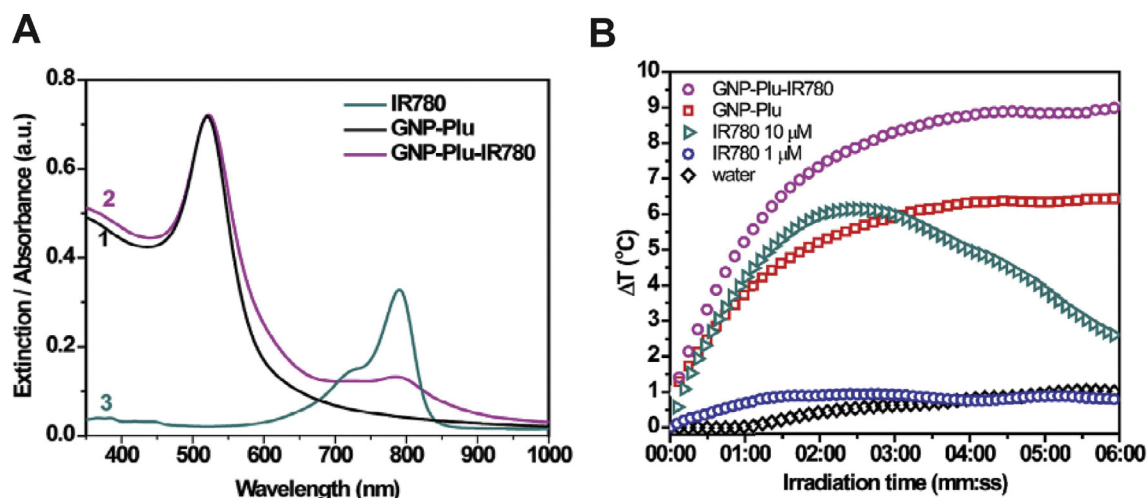 A
0.8
0.6
0.4
0.2
0.0
Extinction / Absorbance (a.u.)
IR780
GNP-Plu
GNP-Plu-IR780
2
1
3
400 500 600 700 800 900 1000
Wavelength (nm)
B
10
9
8
7
6
5
4
3
2
1
0
ΔT (°C)
GNP-Plu-IR780
GNP-Plu
IR780 10 μM
IR780 1 μM
water
00:00 01:00 02:00 03:00 04:00 05:00 06:00
Irradiation time (mm:ss)